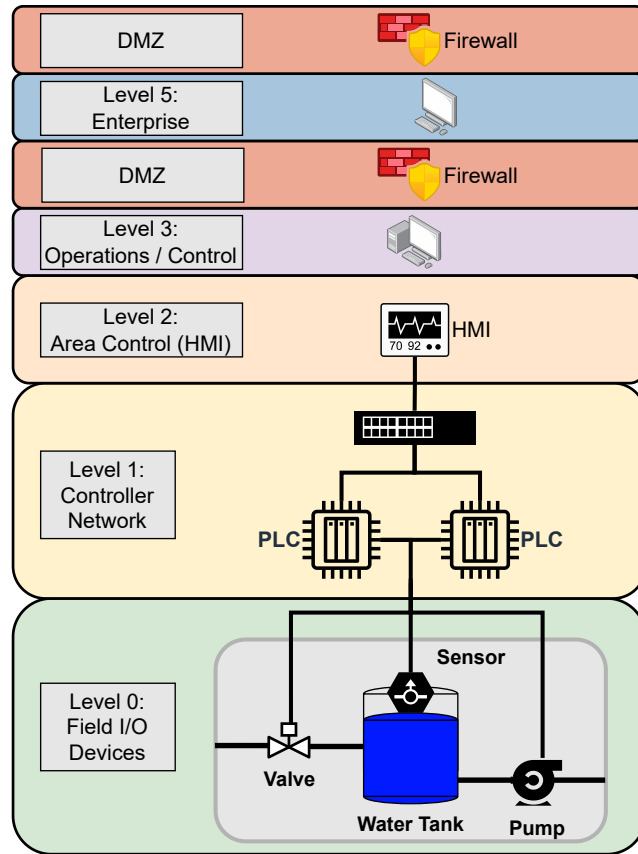 DMZ
Firewall
Level 5:
Enterprise
DMZ
Firewall
Level 3:
Operations / Control
Level 2:
Area Control (HMI)
HMI
70 92
Level 1:
Controller
Network
PLC
PLC
Sensor
Level 0:
Field I/O
Devices
Valve
Water Tank
Pump